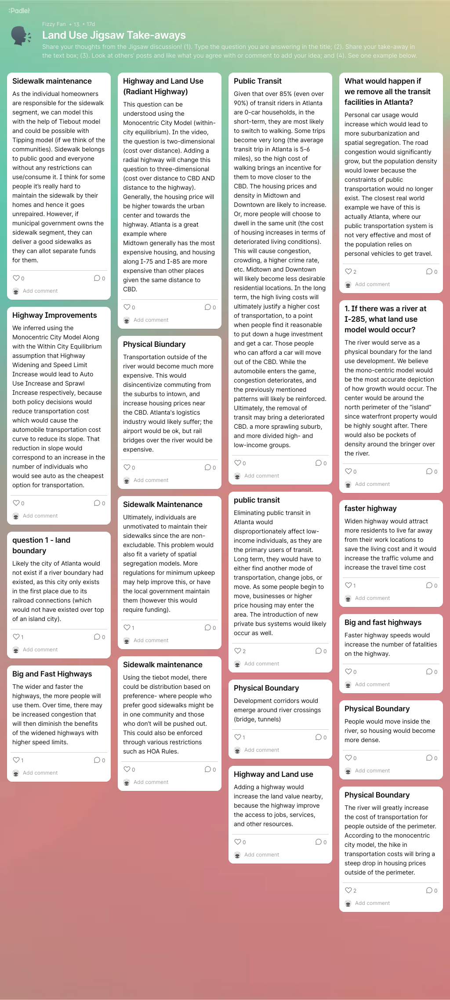 :Padlet
Fizzy Fan + 13 • 17d
Land Use Jigsaw Take-aways
Share your thoughts from the Jigsaw discussion! (1). Type the question you are answering in the title; (2). Share your take-away in
the text box; (3). Look at others' posts and like what you agree with or comment to add your idea; and (4). See one example below.
Sidewalk maintenance
As the individual homeowners
are responsible for the sidewalk
segment, we can model this
with the help of Tiebout model
and could be possible with
Tipping model (if we think of the
communities). Sidewalk belongs
to public good and everyone
without any restrictions can
use/consume it. I think for some
people it’s really hard to
maintain the sidewalk by their
homes and hence it goes
unrepaired. However, if
municipal government owns the
sidewalk segment, they can
deliver a good sidewalks as
they can allot separate funds
for them.
0 0
Add comment
Highway Improvements
We inferred using the
Monocentric City Model Along
with the Within City Equilibrium
assumption that Highway
Widening and Speed Limit
Increase would lead to Auto
Use Increase and Sprawl
Increase respectively, because
both policy decisions would
reduce transportation cost
which would cause the
automobile transportation cost
curve to reduce its slope. That
reduction in slope would
correspond to an increase in the
number of individuals who
would see auto as the cheapest
option for transportation.
0 0
Add comment
question 1 - land
boundary
Likely the city of Atlanta would
not exist if a river boundary had
existed, as this city only exists
in the first place due to its
railroad connections (which
would not have existed over top
of an island city).
1 0
Add comment
Big and Fast Highways
The wider and faster the
highways, the more people will
use them. Over time, there may
be increased congestion that
will then diminish the benefits
of the widened highways with
higher speed limits.
1 0
Add comment
Highway and Land Use
(Radiant Highway)
This question can be
understood using the
Monocentric City Model (within-
city equilibrium). In the video,
the question is two-dimensional
(cost over distance). Adding a
radial highway will change this
question to three-dimensional
(cost over distance to CBD AND
distance to the highway).
Generally, the housing price will
be higher towards the urban
center and towards the
highway. Atlanta is a great
example where
Midtown generally has the most
expensive housing, and housing
along I-75 and I-85 are more
expensive than other places
given the same distance to
CBD.
0 0
Add comment
Physical Biundary
Transportation outside of the
river would become much more
expensive. This would
disincentivize commuting from
the suburbs to intown, and
increase housing prices near
the CBD. Atlanta's logistics
industry would likely suffer; the
airport would be ok, but rail
bridges over the river would be
expensive.
0 0
Add comment
Sidewalk Maintenance
Ultimately, individuals are
unmotivated to maintain their
sidewalks since the are non-
excludable. This problem would
also fit a variety of spatial
segregation models. More
regulations for minimum upkeep
may help improve this, or have
the local government maintain
them (however this would
require funding).
1 0
Add comment
Sidewalk maintenance
Using the tiebot model, there
could be distribution based on
preference- where people who
prefer good sidewalks might be
in one community and those
who don’t will be pushed out.
This could also be enforced
through various restrictions
such as HOA Rules.
0 0
Add comment
Public Transit
Given that over 85% (even over
90%) of transit riders in Atlanta
are 0-car households, in the
short-term, they are most likely
to switch to walking. Some trips
become very long (the average
transit trip in Atlanta is 5-6
miles), so the high cost of
walking brings an incentive for
them to move closer to the
CBD. The housing prices and
density in Midtown and
Downtown are likely to increase.
Or, more people will choose to
dwell in the same unit (the cost
of housing increases in terms of
deteriorated living conditions).
This will cause congestion,
crowding, a higher crime rate,
etc. Midtown and Downtown
will likely become less desirable
residential locations. In the long
term, the high living costs will
ultimately justify a higher cost
of transportation, to a point
when people find it reasonable
to put down a huge investment
and get a car. Those people
who can afford a car will move
out of the CBD. While the
automobile enters the game,
congestion deteriorates, and
the previously mentioned
patterns will likely be reinforced.
Ultimately, the removal of
transit may bring a deteriorated
CBD. a more sprawling suburb,
and more divided high- and
low-income groups.
0 0
Add comment
public transit
Eliminating public transit in
Atlanta would
disproportionately affect low-
income individuals, as they are
the primary users of transit.
Long term, they would have to
either find another mode of
transportation, change jobs, or
move. As some people begin to
move, businesses or higher
price housing may enter the
area. The introduction of new
private bus systems would likely
occur as well.
2 0
Add comment
Physical Boundary
Development corridors would
emerge around river crossings
(bridge, tunnels)
1 0
Add comment
Highway and Land use
Adding a highway would
increase the land value nearby,
because the highway improve
the access to jobs, services,
and other resources.
0 0
Add comment
What would happen if
we remove all the transit
facilities in Atlanta?
Personal car usage would
increase which would lead to
more suburbanization and
spatial segregation. The road
congestion would significantly
grow, but the population density
would lower because the
constraints of public
transportation would no longer
exist. The closest real world
example we have of this is
actually Atlanta, where our
public transportation system is
not very effective and most of
the population relies on
personal vehicles to get travel.
2 0
Add comment
1. If there was a river at
I-285, what land use
model would occur?
The river would serve as a
physical boundary for the land
use development. We believe
the mono-centric model would
be the most accurate depiction
of how growth would occur. The
center would be around the
north perimeter of the “island”
since waterfront property would
be highly sought after. There
would also be pockets of
density around the bringer over
the river.
0 0
Add comment
faster highway
Widen highway would attract
more residents to live far away
from their work locations to
save the living cost and it would
increase the traffic volume and
increase the travel time cost
1 0
Add comment
Big and fast highways
Faster highway speeds would
increase the number of fatalities
on the highway.
0 0
Add comment
Physical Boundary
People would move inside the
river, so housing would become
more dense.
0 0
Add comment
Physical Boundary
The river will greatly increase
the cost of transportation for
people outside of the perimeter.
According to the monocentric
city model, the hike in
transportation costs will bring a
steep drop in housing prices
outside of the perimeter.
2 0
Add comment